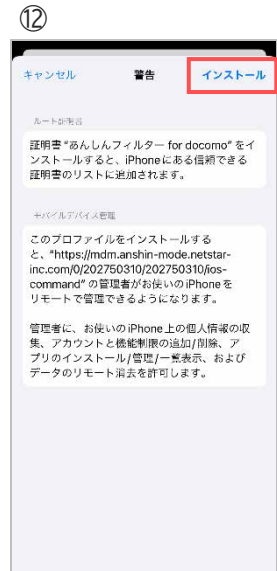 ⑫
キャンセル 警告 インストール
ルート証明書
証明書 “あんしんフィルター for docomo” をイ
ンストールすると、iPhoneにある信頼できる
証明書のリストに追加されます。
モバイルデバイス管理
このプロファイルをインストールする
と、“https://mdm.anshin-mode.netstar-
inc.com/0/202750310/202750310/ios-
command” の管理者がお使いのiPhoneを
リモートで管理できるようになります。
管理者に、お使いのiPhone上の個人情報の収
集、アカウントと機能制限の追加/削除、ア
プリのインストール/管理/一覧表示、および
データのリモート消去を許可します。